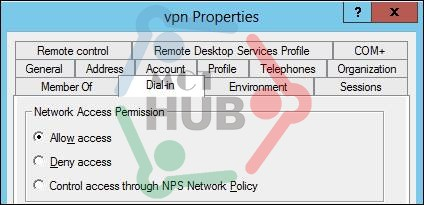 vpn Properties
? x
Remote control Remote Desktop Services Profile COM+
General Address Account Profile Telephones Organization
Member Of Dial-in Environment Sessions
NCT
HUB
Network Access Permission
Allow access
Deny access
Control access through NPS Network Policy